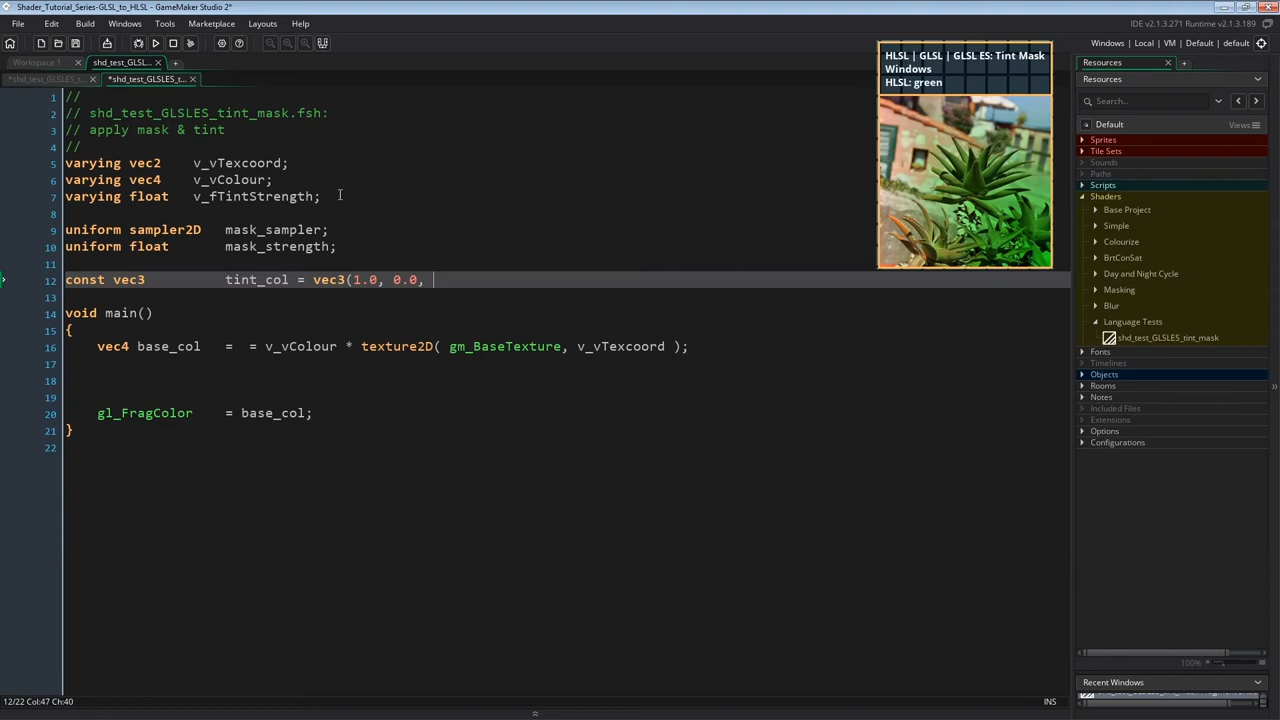 Shader_Tutorial_Series-GLSL_to_HLSL - GameMaker Studio 2*
File Edit Build Windows Tools Marketplace Layouts Help
IDE v2.1.3.271 Runtime v2.1.3.189
Windows | Local | VM | Default | default
Workspace 1 shd_test_GLSL...
*shd_test_GLSLES_t... *shd_test_GLSLES_t...
1 //
2 // shd_test_GLSLES_tint_mask.fsh:
3 // apply mask & tint
4 //
5 varying vec2 v_vTexcoord;
6 varying vec4 v_vColour;
7 varying float v_fTintStrength;
8
9 uniform sampler2D mask_sampler;
10 uniform float mask_strength;
11
12 const vec3 tint_col = vec3(1.0, 0.0,
13
14 void main()
15 {
16 vec4 base_col = = v_vColour * texture2D( gm_BaseTexture, v_vTexcoord );
17
18
19
20 gl_FragColor = base_col;
21 }
22
HLSL | GLSL | GLSL ES: Tint Mask
Windows
HLSL: green
Resources
Resources
Search...
Default Views
Sprites
Tile Sets
Sounds
Paths
Scripts
Shaders
Base Project
Simple
Colourize
BrtConSat
Day and Night Cycle
Masking
Blur
Language Tests
shd_test_GLSLES_tint_mask
Fonts
Timelines
Objects
Rooms
Notes
Included Files
Extensions
Options
Configurations
100%
Recent Windows
12/22 Col:47 Ch:40
INS